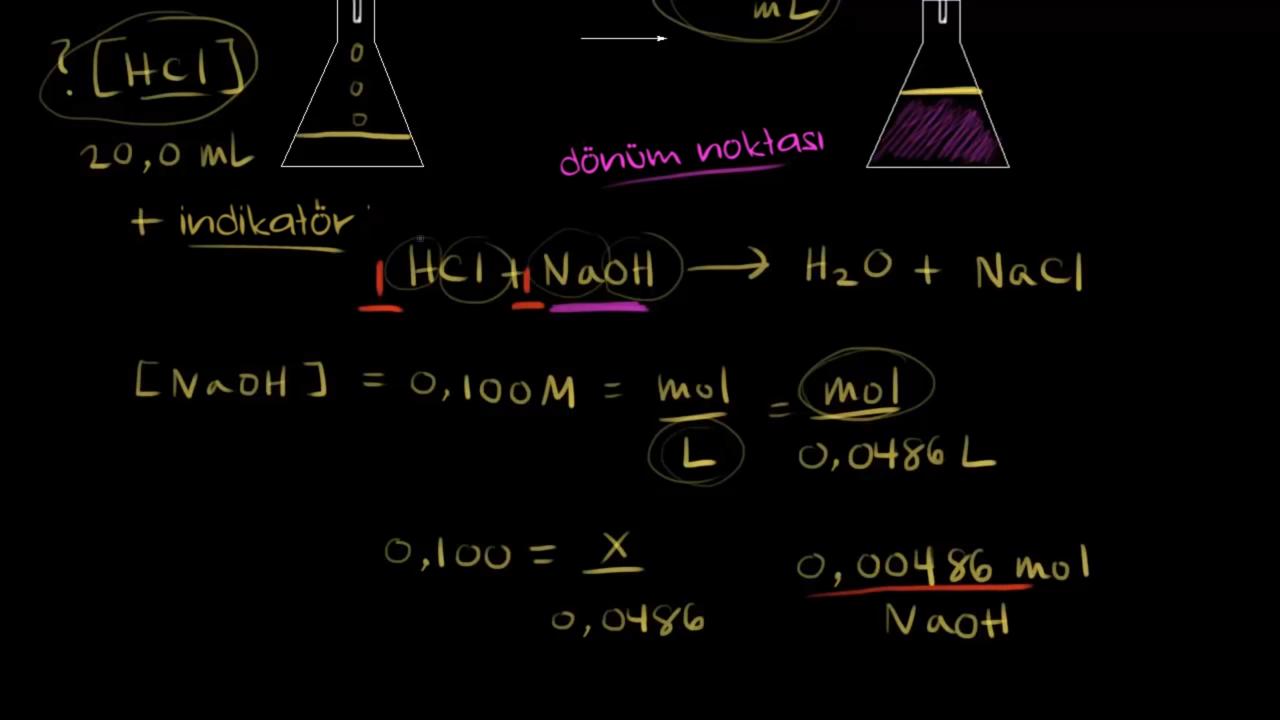 mL
? [HCl]
20,0 mL
+ indikatör
dönüm noktası
1 HCl + 1 NaOH → H₂O + NaCl
[NaOH] = 0,100 M = mol / L = mol / 0,0486 L
0,100 = x / 0,0486
0,00486 mol
NaOH